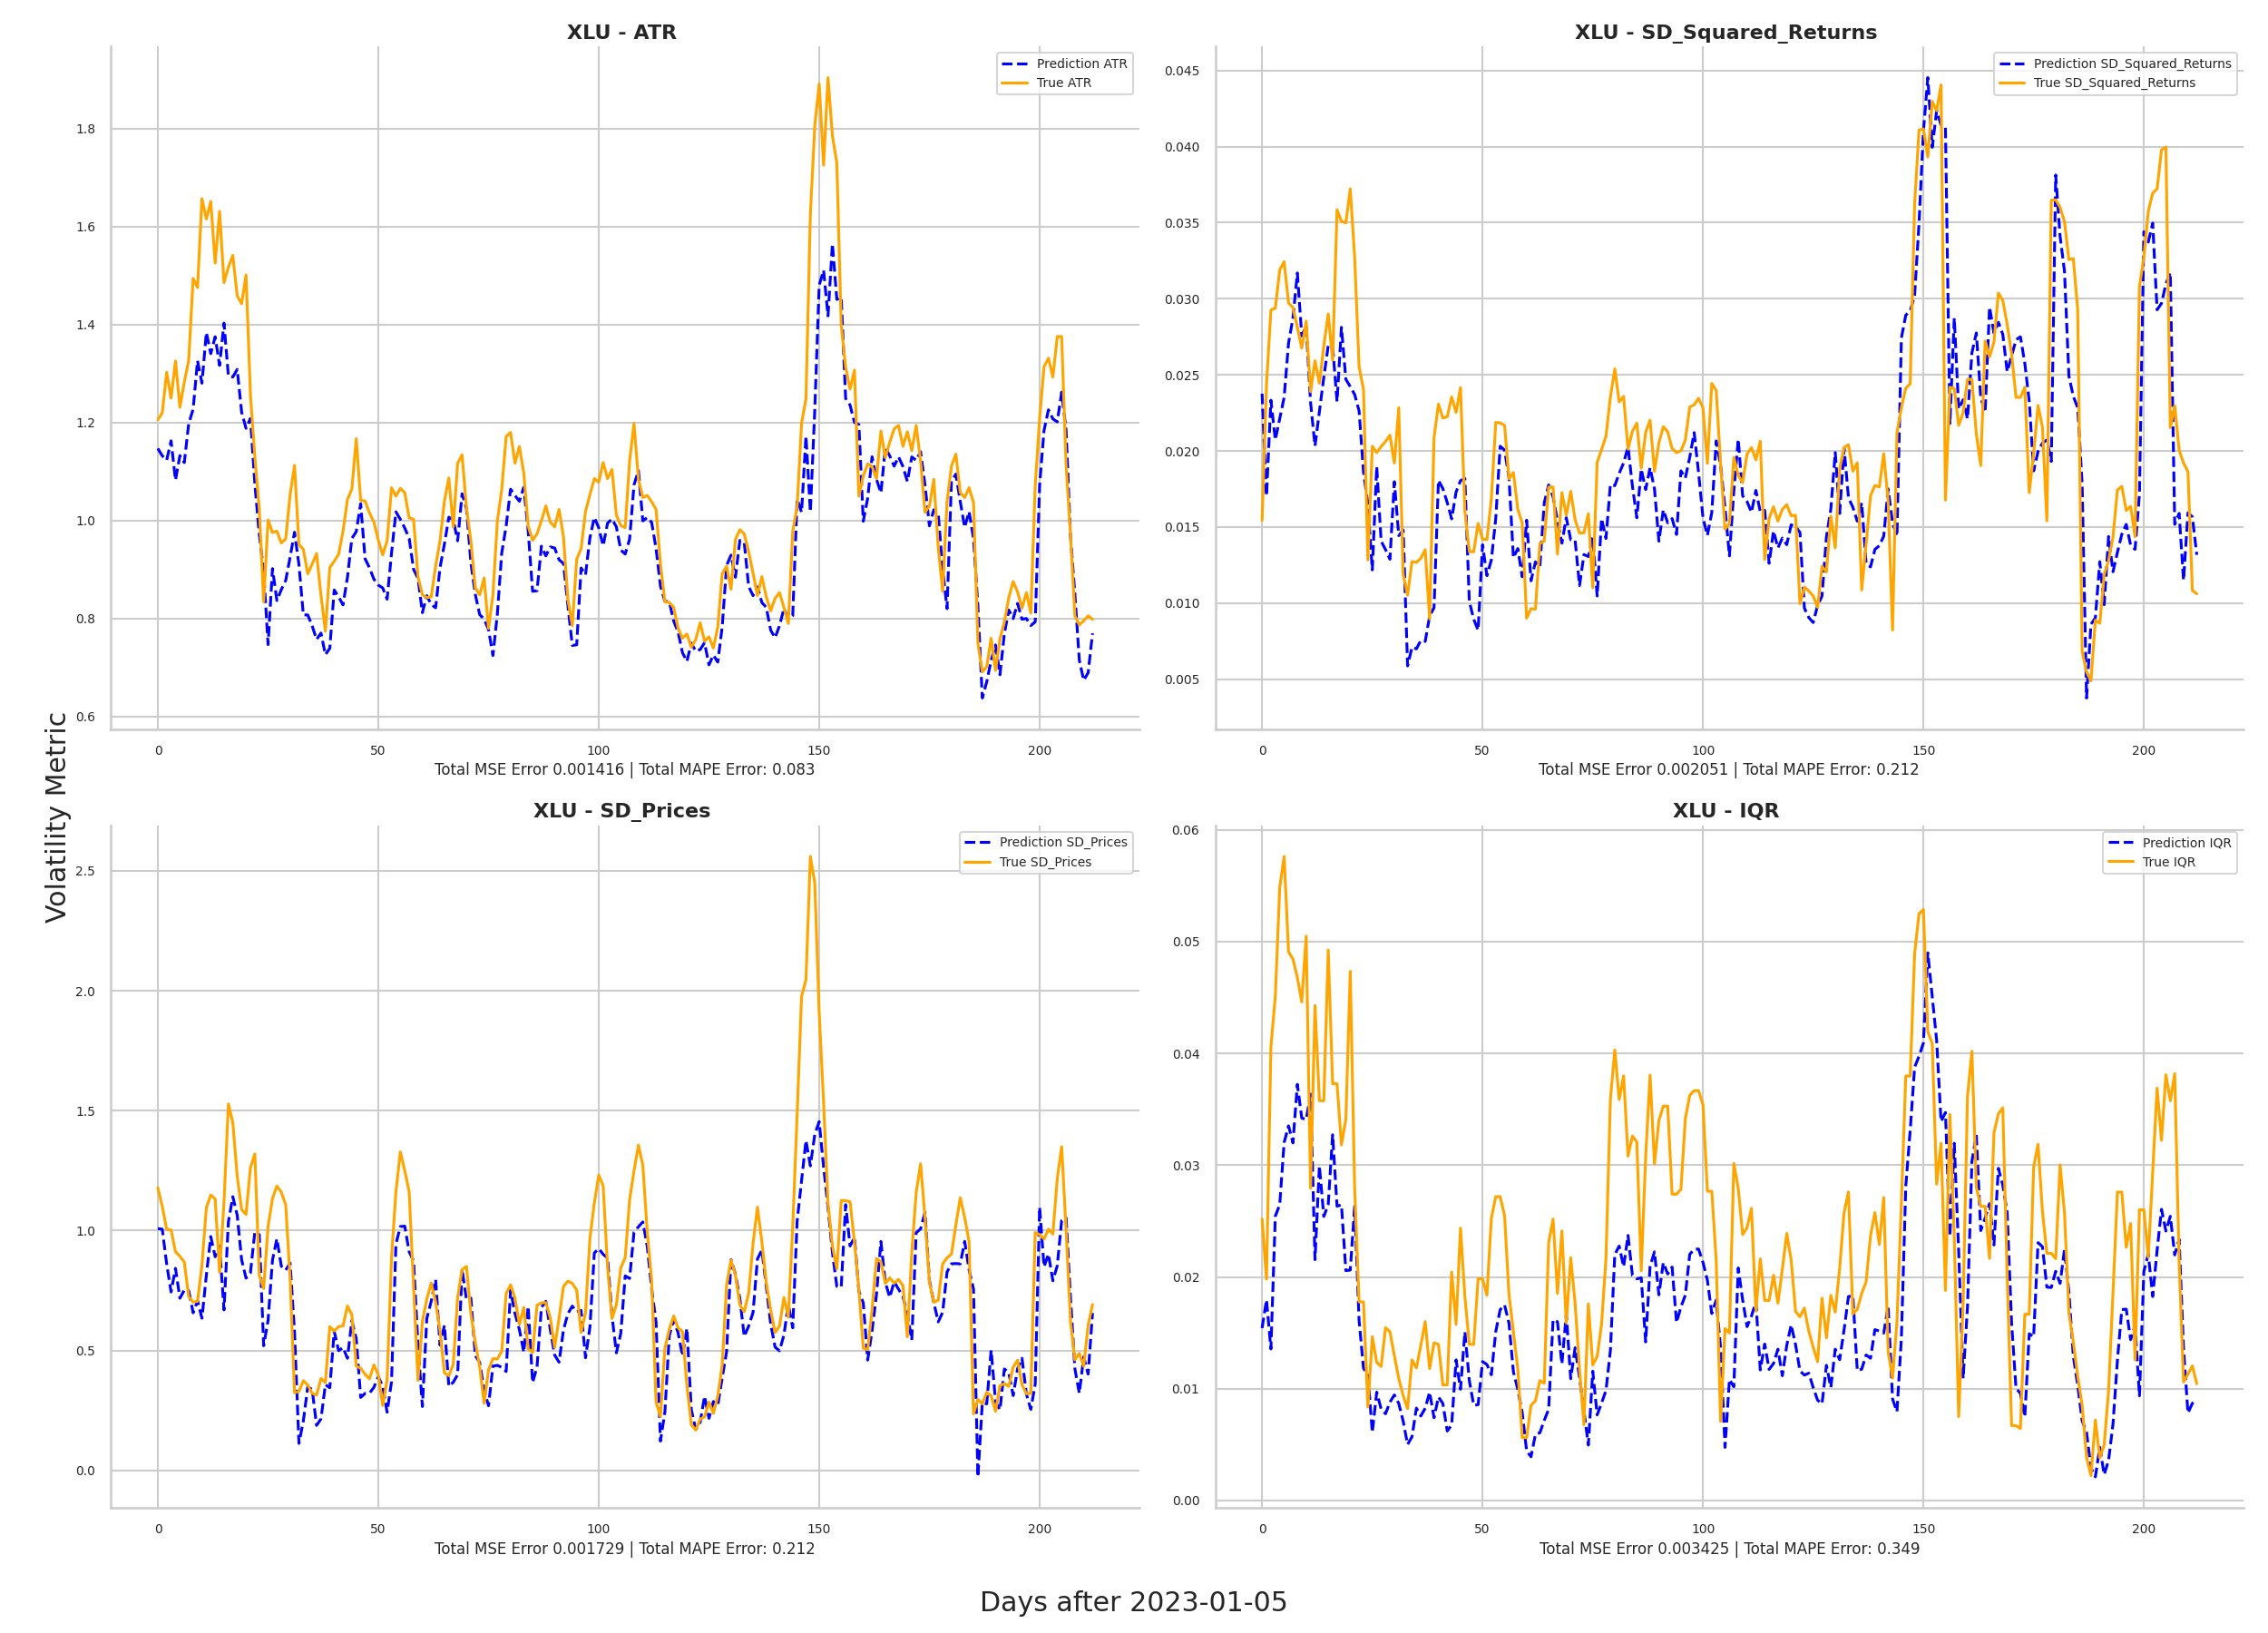 XLU - ATR
Prediction ATR
True ATR
1.8
1.6
1.4
1.2
1.0
0.8
0.6
0
50
100
150
200
Total MSE Error 0.001416 | Total MAPE Error: 0.083
XLU - SD_Squared_Returns
Prediction SD_Squared_Returns
True SD_Squared_Returns
0.045
0.040
0.035
0.030
0.025
0.020
0.015
0.010
0.005
0
50
100
150
200
Total MSE Error 0.002051 | Total MAPE Error: 0.212
Volatility Metric
XLU - SD_Prices
Prediction SD_Prices
True SD_Prices
2.5
2.0
1.5
1.0
0.5
0.0
0
50
100
150
200
Total MSE Error 0.001729 | Total MAPE Error: 0.212
XLU - IQR
Prediction IQR
True IQR
0.06
0.05
0.04
0.03
0.02
0.01
0.00
0
50
100
150
200
Total MSE Error 0.003425 | Total MAPE Error: 0.349
Days after 2023-01-05